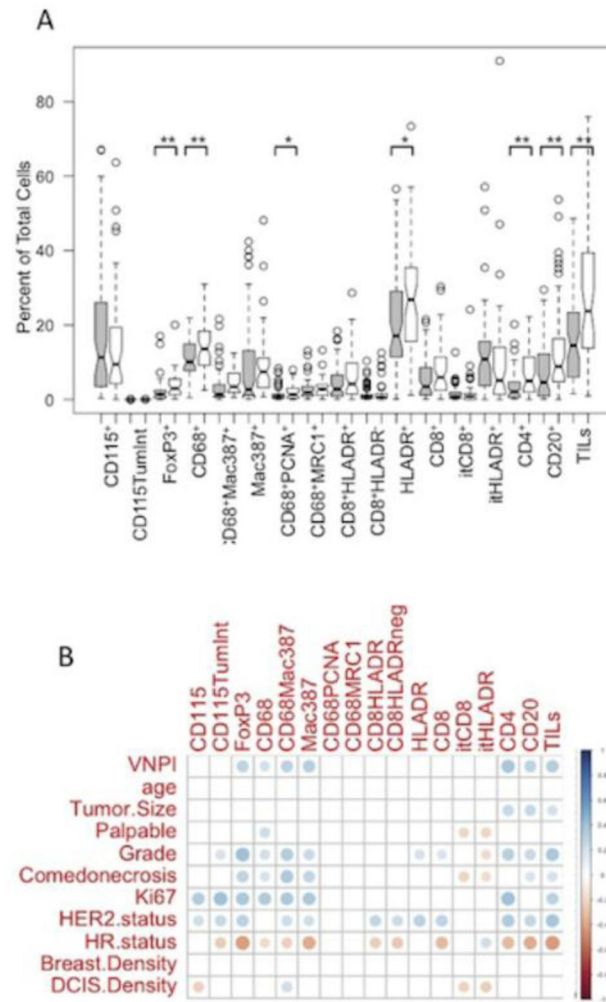 A
Percent of Total Cells
80
60
40
20
0
** ** * * ** ** **
CD115⁺
CD115TumInt
FoxP3⁺
CD68⁺
CD68⁺Mac387⁺
Mac387⁺
CD68⁺PCNA⁺
CD68⁺MRC1⁺
CD8⁺HLADR⁺
CD8⁺HLADR⁻
HLADR⁺
CD8⁺
itCD8⁺
itHLADR⁺
CD4⁺
CD20⁺
TILs
B
CD115
CD115TumInt
FoxP3
CD68
CD68Mac387
Mac387
CD68PCNA
CD68MRC1
CD8HLADR
CD8HLADRneg
HLADR
CD8
itCD8
itHLADR
CD4
CD20
TILs
VNPI
age
Tumor.Size
Palpable
Grade
Comedonecrosis
Ki67
HER2.status
HR.status
Breast.Density
DCIS.Density